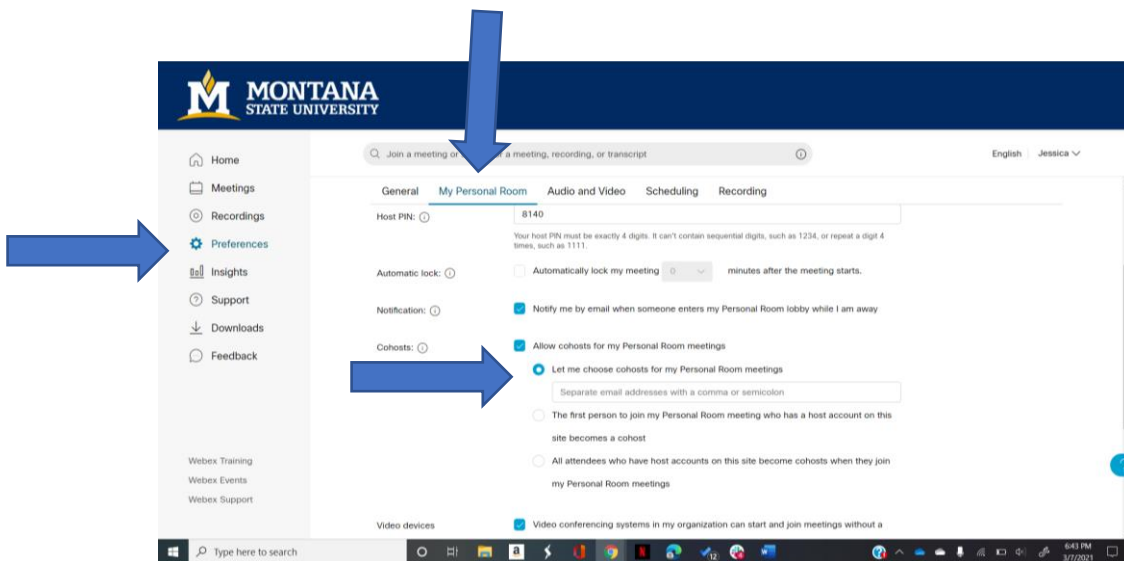 MONTANA
STATE UNIVERSITY
Join a meeting or
a meeting, recording, or transcript
English Jessica
Home
Meetings
Recordings
Preferences
Insights
Support
Downloads
Feedback
Webex Training
Webex Events
Webex Support
General My Personal Room Audio and Video Scheduling Recording
Host PIN:
8140
Your host PIN must be exactly 4 digits. It can't contain sequential digits, such as 1234, or repeat a digit 4
times, such as 1111.
Automatic lock:
Automatically lock my meeting 0 minutes after the meeting starts.
Notification:
Notify me by email when someone enters my Personal Room lobby while I am away
Cohosts:
Allow cohosts for my Personal Room meetings
Let me choose cohosts for my Personal Room meetings
Separate email addresses with a comma or semicolon
The first person to join my Personal Room meeting who has a host account on this
site becomes a cohost
All attendees who have host accounts on this site become cohosts when they join
my Personal Room meetings
Video devices
Video conferencing systems in my organization can start and join meetings without a
Type here to search
a
12
6:43 PM
3/7/2021